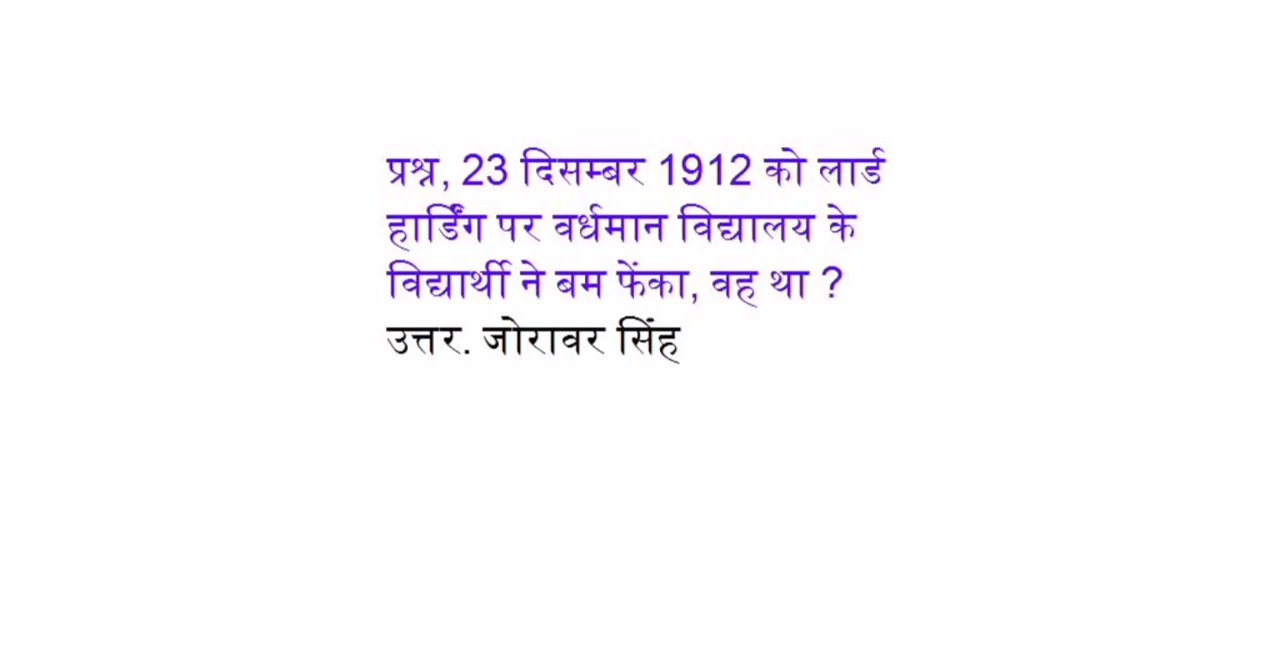 प्रश्न, 23 दिसम्बर 1912 को लार्ड
हार्डिंग पर वर्धमान विद्यालय के
विद्यार्थी ने बम फेंका, वह था ?
उत्तर. जोरावर सिंह